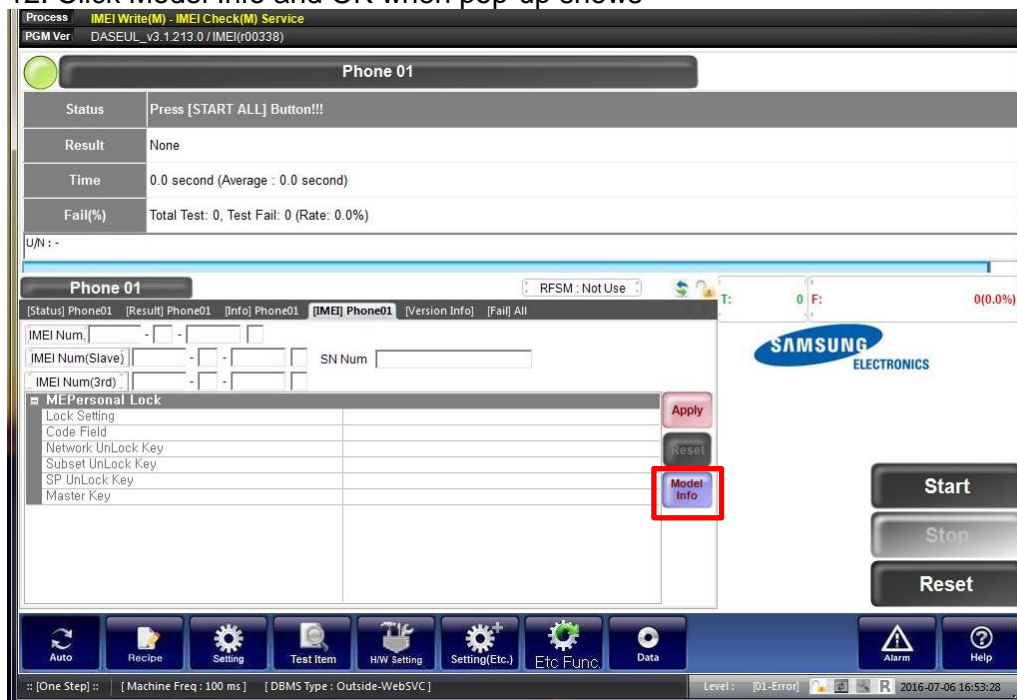 12. Click Model Info and OK when pop-up shows
Process IMEI Write(M) - IMEI Check(M) Service
PGM Ver DASEUL_v3.1.213.0 / IMEI(r00338)
Phone 01
Status Press [START ALL] Button!!!
Result None
Time 0.0 second (Average : 0.0 second)
Fail(%) Total Test: 0, Test Fail: 0 (Rate: 0.0%)
U/N : -
Phone 01 RFSM : Not Use T: 0 F: 0(0.0%)
[Status] Phone01 [Result] Phone01 [Info] Phone01 [IMEI] Phone01 [Version Info] [Fail] All
IMEI Num. - -
IMEI Num(Slave) - - SN Num
IMEI Num(3rd) - -
SAMSUNG
ELECTRONICS
MEPersonal Lock
Lock Setting
Code Field
Network UnLock Key
Subset UnLock Key
SP UnLock Key
Master Key
Apply
Reset
Model
Info
Start
Stop
Reset
Auto Recipe Setting Test Item H/W Setting Setting(Etc.) Etc Func. Data Alarm Help
:: [One Step] :: [ Machine Freq : 100 ms ] [ DBMS Type : Outside-WebSVC ] Level : [01-Error] R 2016-07-06 16:53:28